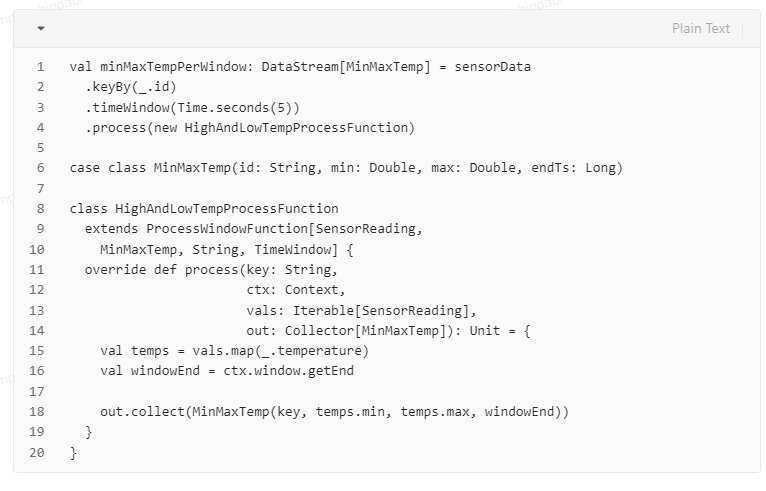 Plain Text
1 val minMaxTempPerWindow: DataStream[MinMaxTemp] = sensorData
2   .keyBy(_.id)
3   .timeWindow(Time.seconds(5))
4   .process(new HighAndLowTempProcessFunction)
5
6 case class MinMaxTemp(id: String, min: Double, max: Double, endTs: Long)
7
8 class HighAndLowTempProcessFunction
9   extends ProcessWindowFunction[SensorReading,
10     MinMaxTemp, String, TimeWindow] {
11   override def process(key: String,
12                        ctx: Context,
13                        vals: Iterable[SensorReading],
14                        out: Collector[MinMaxTemp]): Unit = {
15     val temps = vals.map(_.temperature)
16     val windowEnd = ctx.window.getEnd
17
18     out.collect(MinMaxTemp(key, temps.min, temps.max, windowEnd))
19   }
20 }